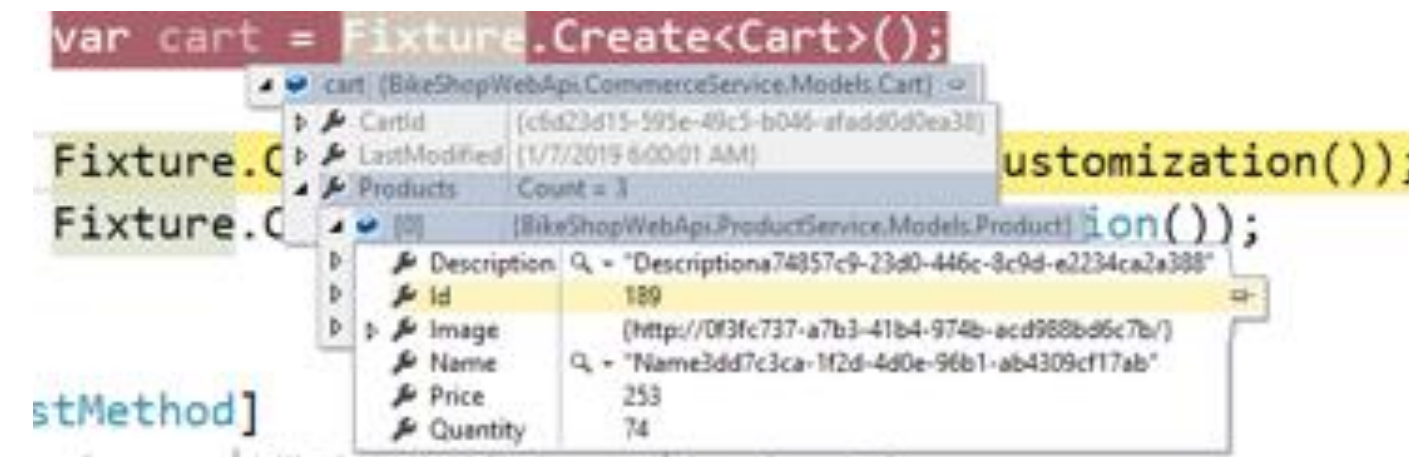 var cart = Fixture.Create<Cart>();
cart {BikeShopWebApi.CommerceService.Models.Cart}
CartId {c6d23d15-595e-49c5-b046-afadd0d0ea38}
Fixture.C LastModified {1/7/2019 6:00:01 AM} ustomization());
Products Count = 3
Fixture.C [0] {BikeShopWebApi.ProductService.Models.Product} ion());
Description "Descriptiona74857c9-23d0-446c-8c9d-e2234ca2a388"
Id 189
Image {http://0f3fc737-a7b3-41b4-974b-acd988bd6c7b/}
Name "Name3dd7c3ca-1f2d-4d0e-96b1-ab4309cf17ab"
Price 253
stMethod]
Quantity 74